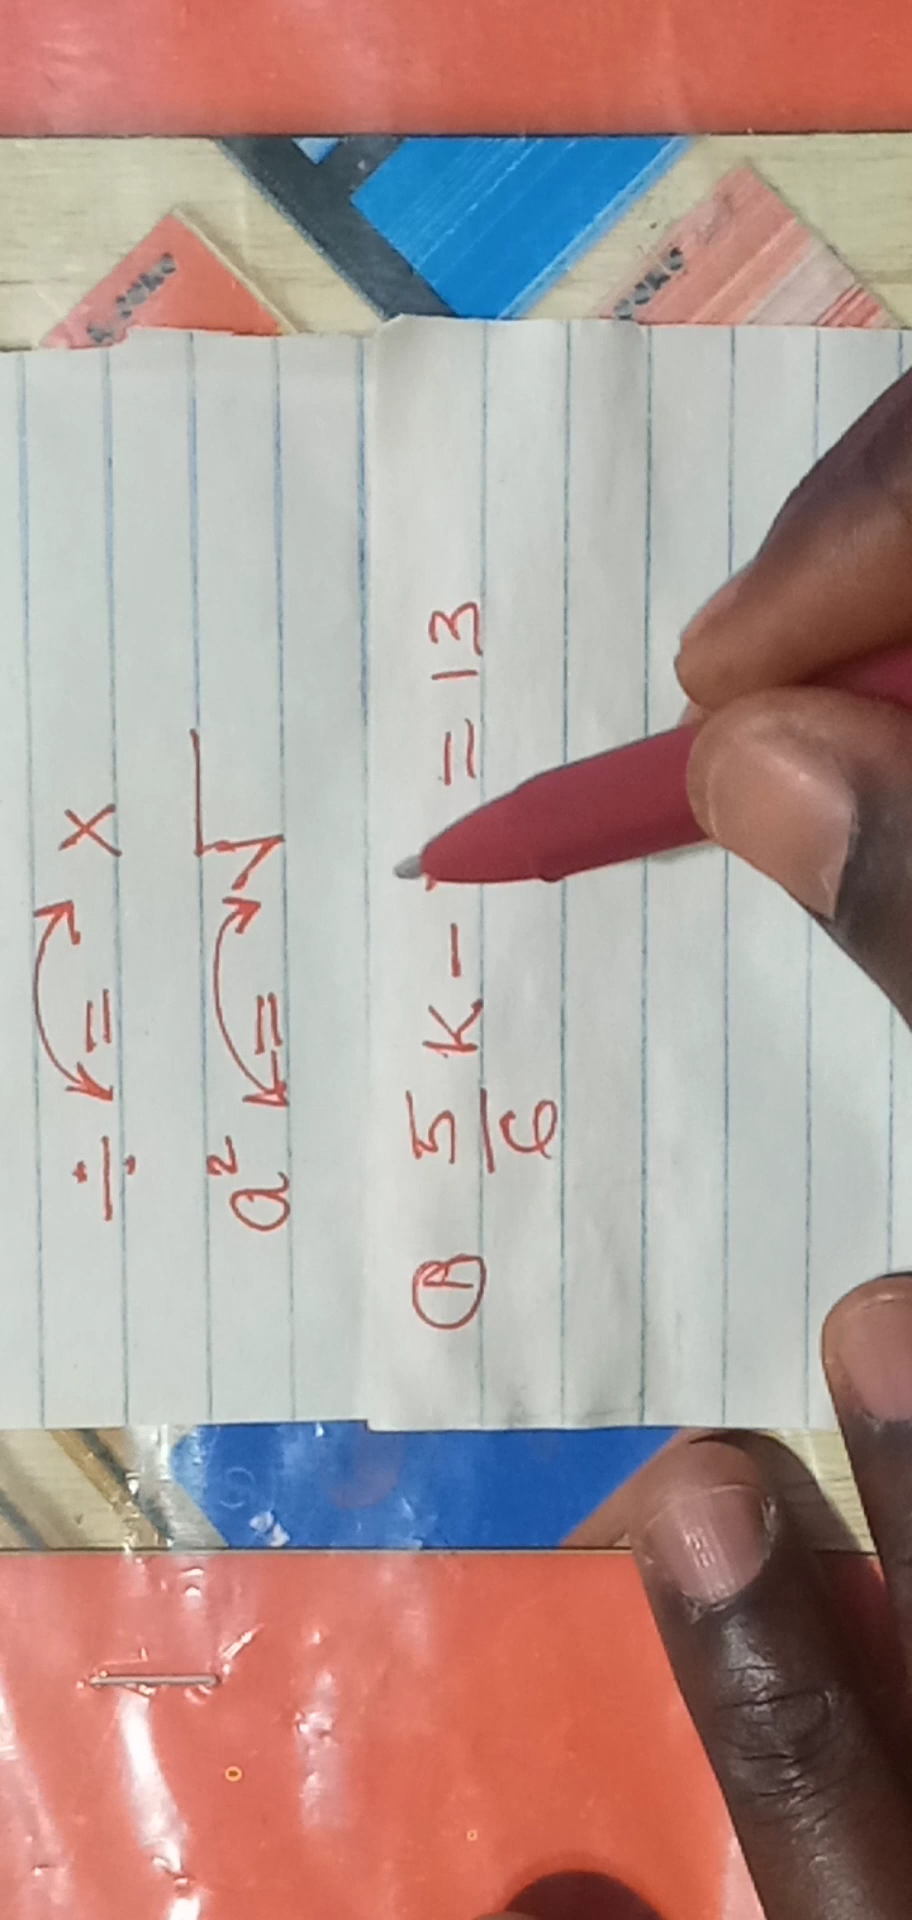 ÷ = ×
a² = √
Ⓑ 5/6 K - = 13